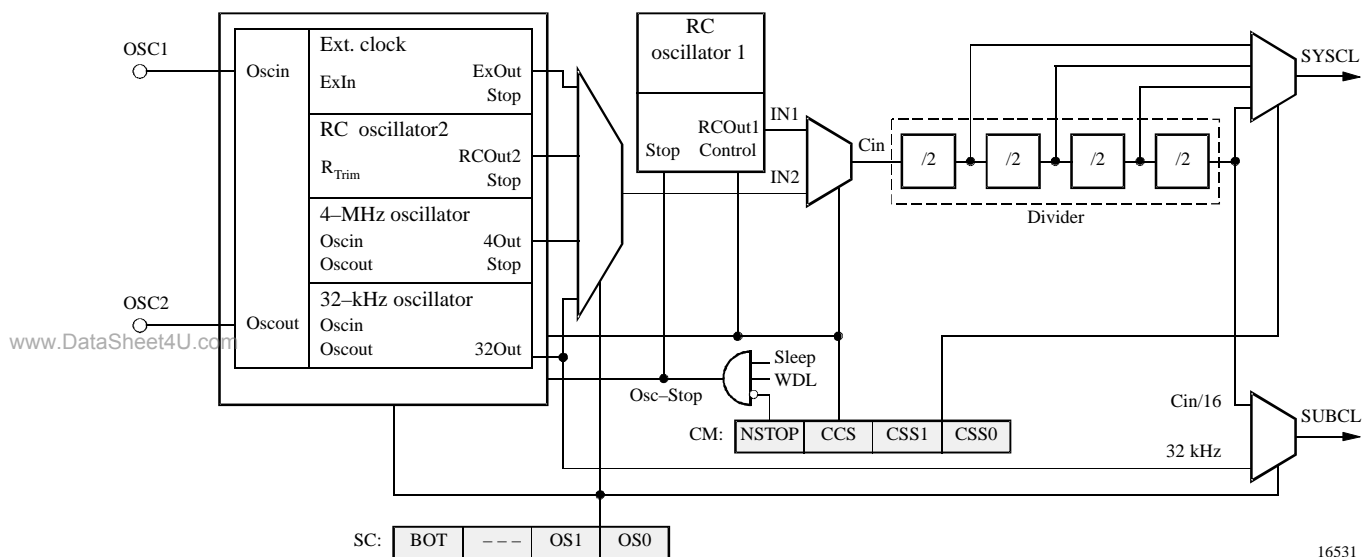 OSC1
OSC2
Oscin
Oscout
Ext. clock
ExIn
ExOut
Stop
RC oscillator2
RTrim
RCOut2
Stop
4–MHz oscillator
Oscin
Oscout
4Out
Stop
32–kHz oscillator
Oscin
Oscout
32Out
RC
oscillator 1
RCOut1
Stop
Control
IN1
IN2
Cin
/2
/2
/2
/2
Divider
SYSCL
Sleep
WDL
Osc–Stop
CM:
NSTOP
CCS
CSS1
CSS0
Cin/16
32 kHz
SUBCL
SC:
BOT
– – –
OS1
OS0
www.DataSheet4U.com
16531